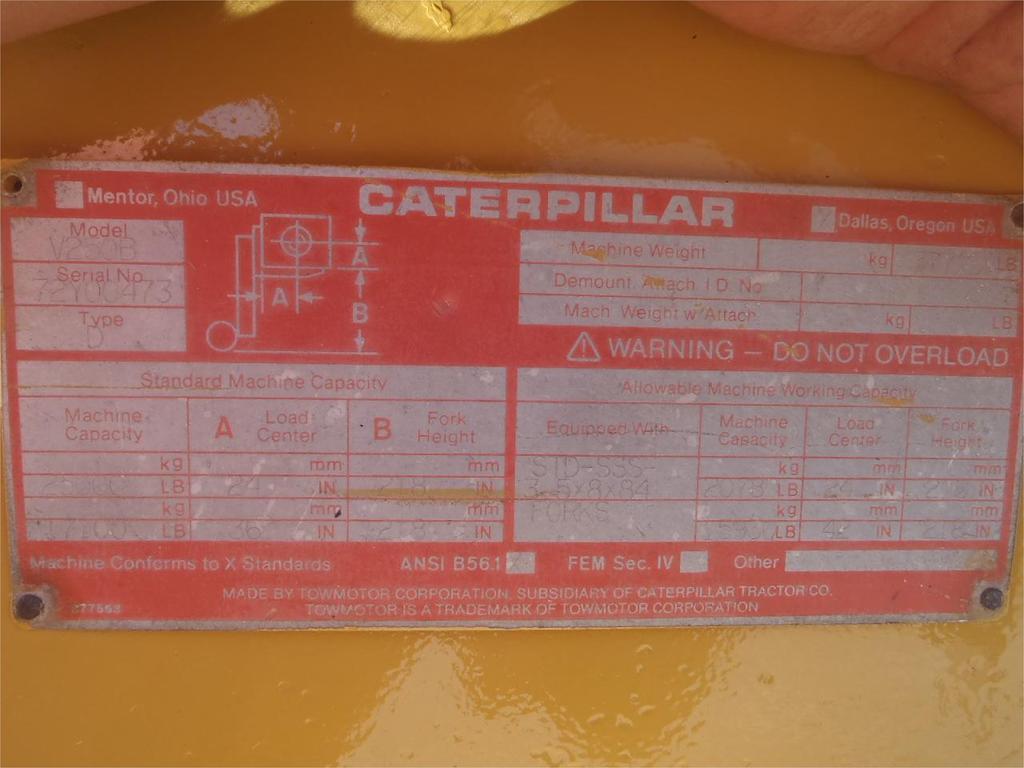 Mentor, Ohio USA
CATERPILLAR
Dallas, Oregon USA
Model
V250B
Serial No.
Type
D
A
A
B
Machine Weight kg LB
Demount. Attach. I.D. No.
Mach. Weight w/Attach. kg LB
WARNING — DO NOT OVERLOAD
Standard Machine Capacity
Machine Capacity
A Load Center
B Fork Height
kg mm mm
LB 24 IN IN
kg mm mm
LB 36 IN IN
Allowable Machine Working Capacity
Equipped With
Machine Capacity
Load Center
Fork Height
STD-SSS- kg mm mm
LB IN IN
FORKS kg mm mm
LB IN IN
Machine Conforms to X Standards
ANSI B56.1
FEM Sec. IV
Other
MADE BY TOWMOTOR CORPORATION, SUBSIDIARY OF CATERPILLAR TRACTOR CO.
TOWMOTOR IS A TRADEMARK OF TOWMOTOR CORPORATION